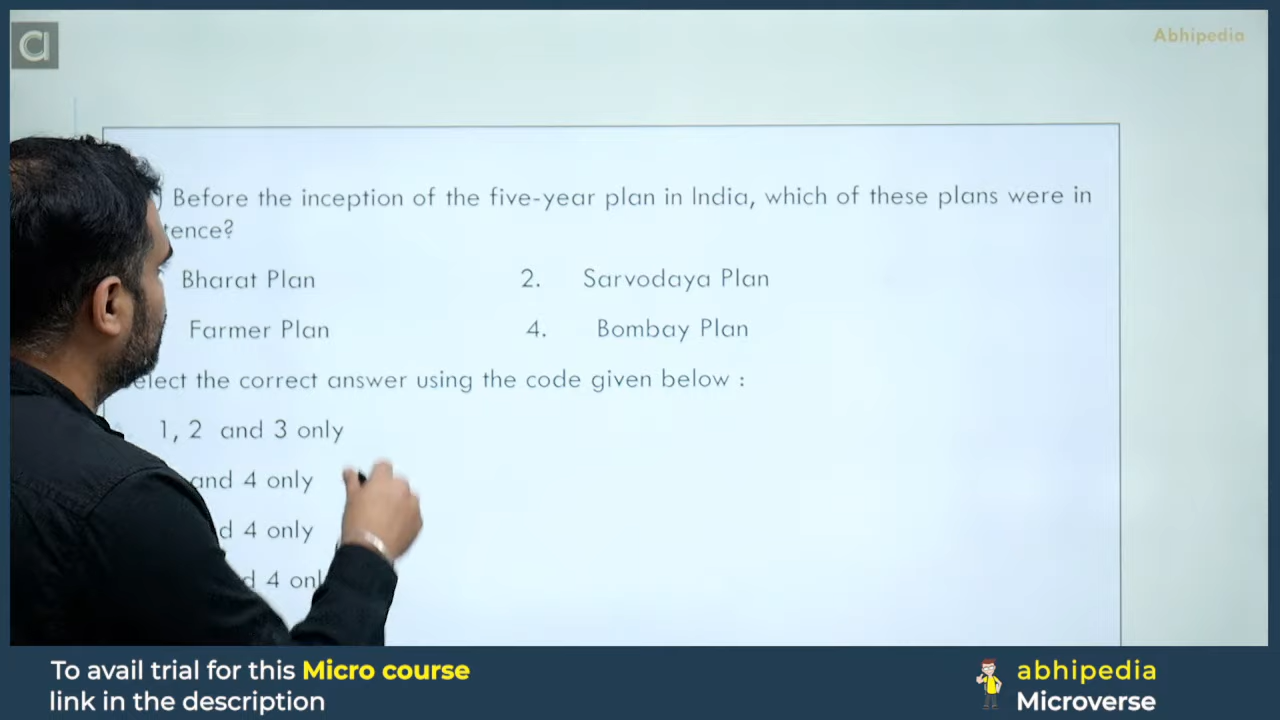 Abhipedia
Before the inception of the five-year plan in India, which of these plans were in
tence?
Bharat Plan 2. Sarvodaya Plan
Farmer Plan 4. Bombay Plan
elect the correct answer using the code given below :
1, 2 and 3 only
and 4 only
d 4 only
d 4 onl
To avail trial for this Micro course
link in the description
abhipedia
Microverse